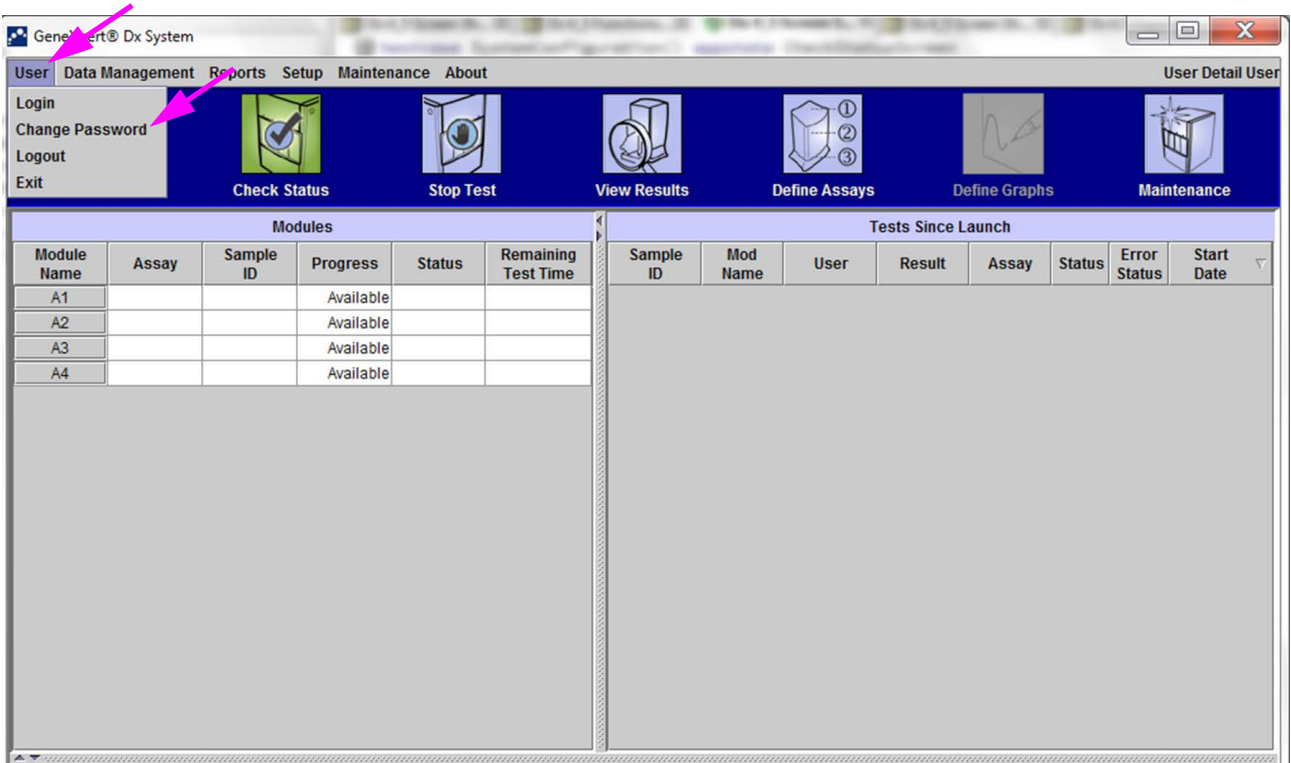 GeneXpert® Dx System
User Data Management Reports Setup Maintenance About User Detail User
Login
Change Password
Logout
Exit
Check Status Stop Test View Results Define Assays Define Graphs Maintenance
①
②
③
Modules
Module Name Assay Sample ID Progress Status Remaining Test Time
A1 Available
A2 Available
A3 Available
A4 Available
Tests Since Launch
Sample ID Mod Name User Result Assay Status Error Status Start Date